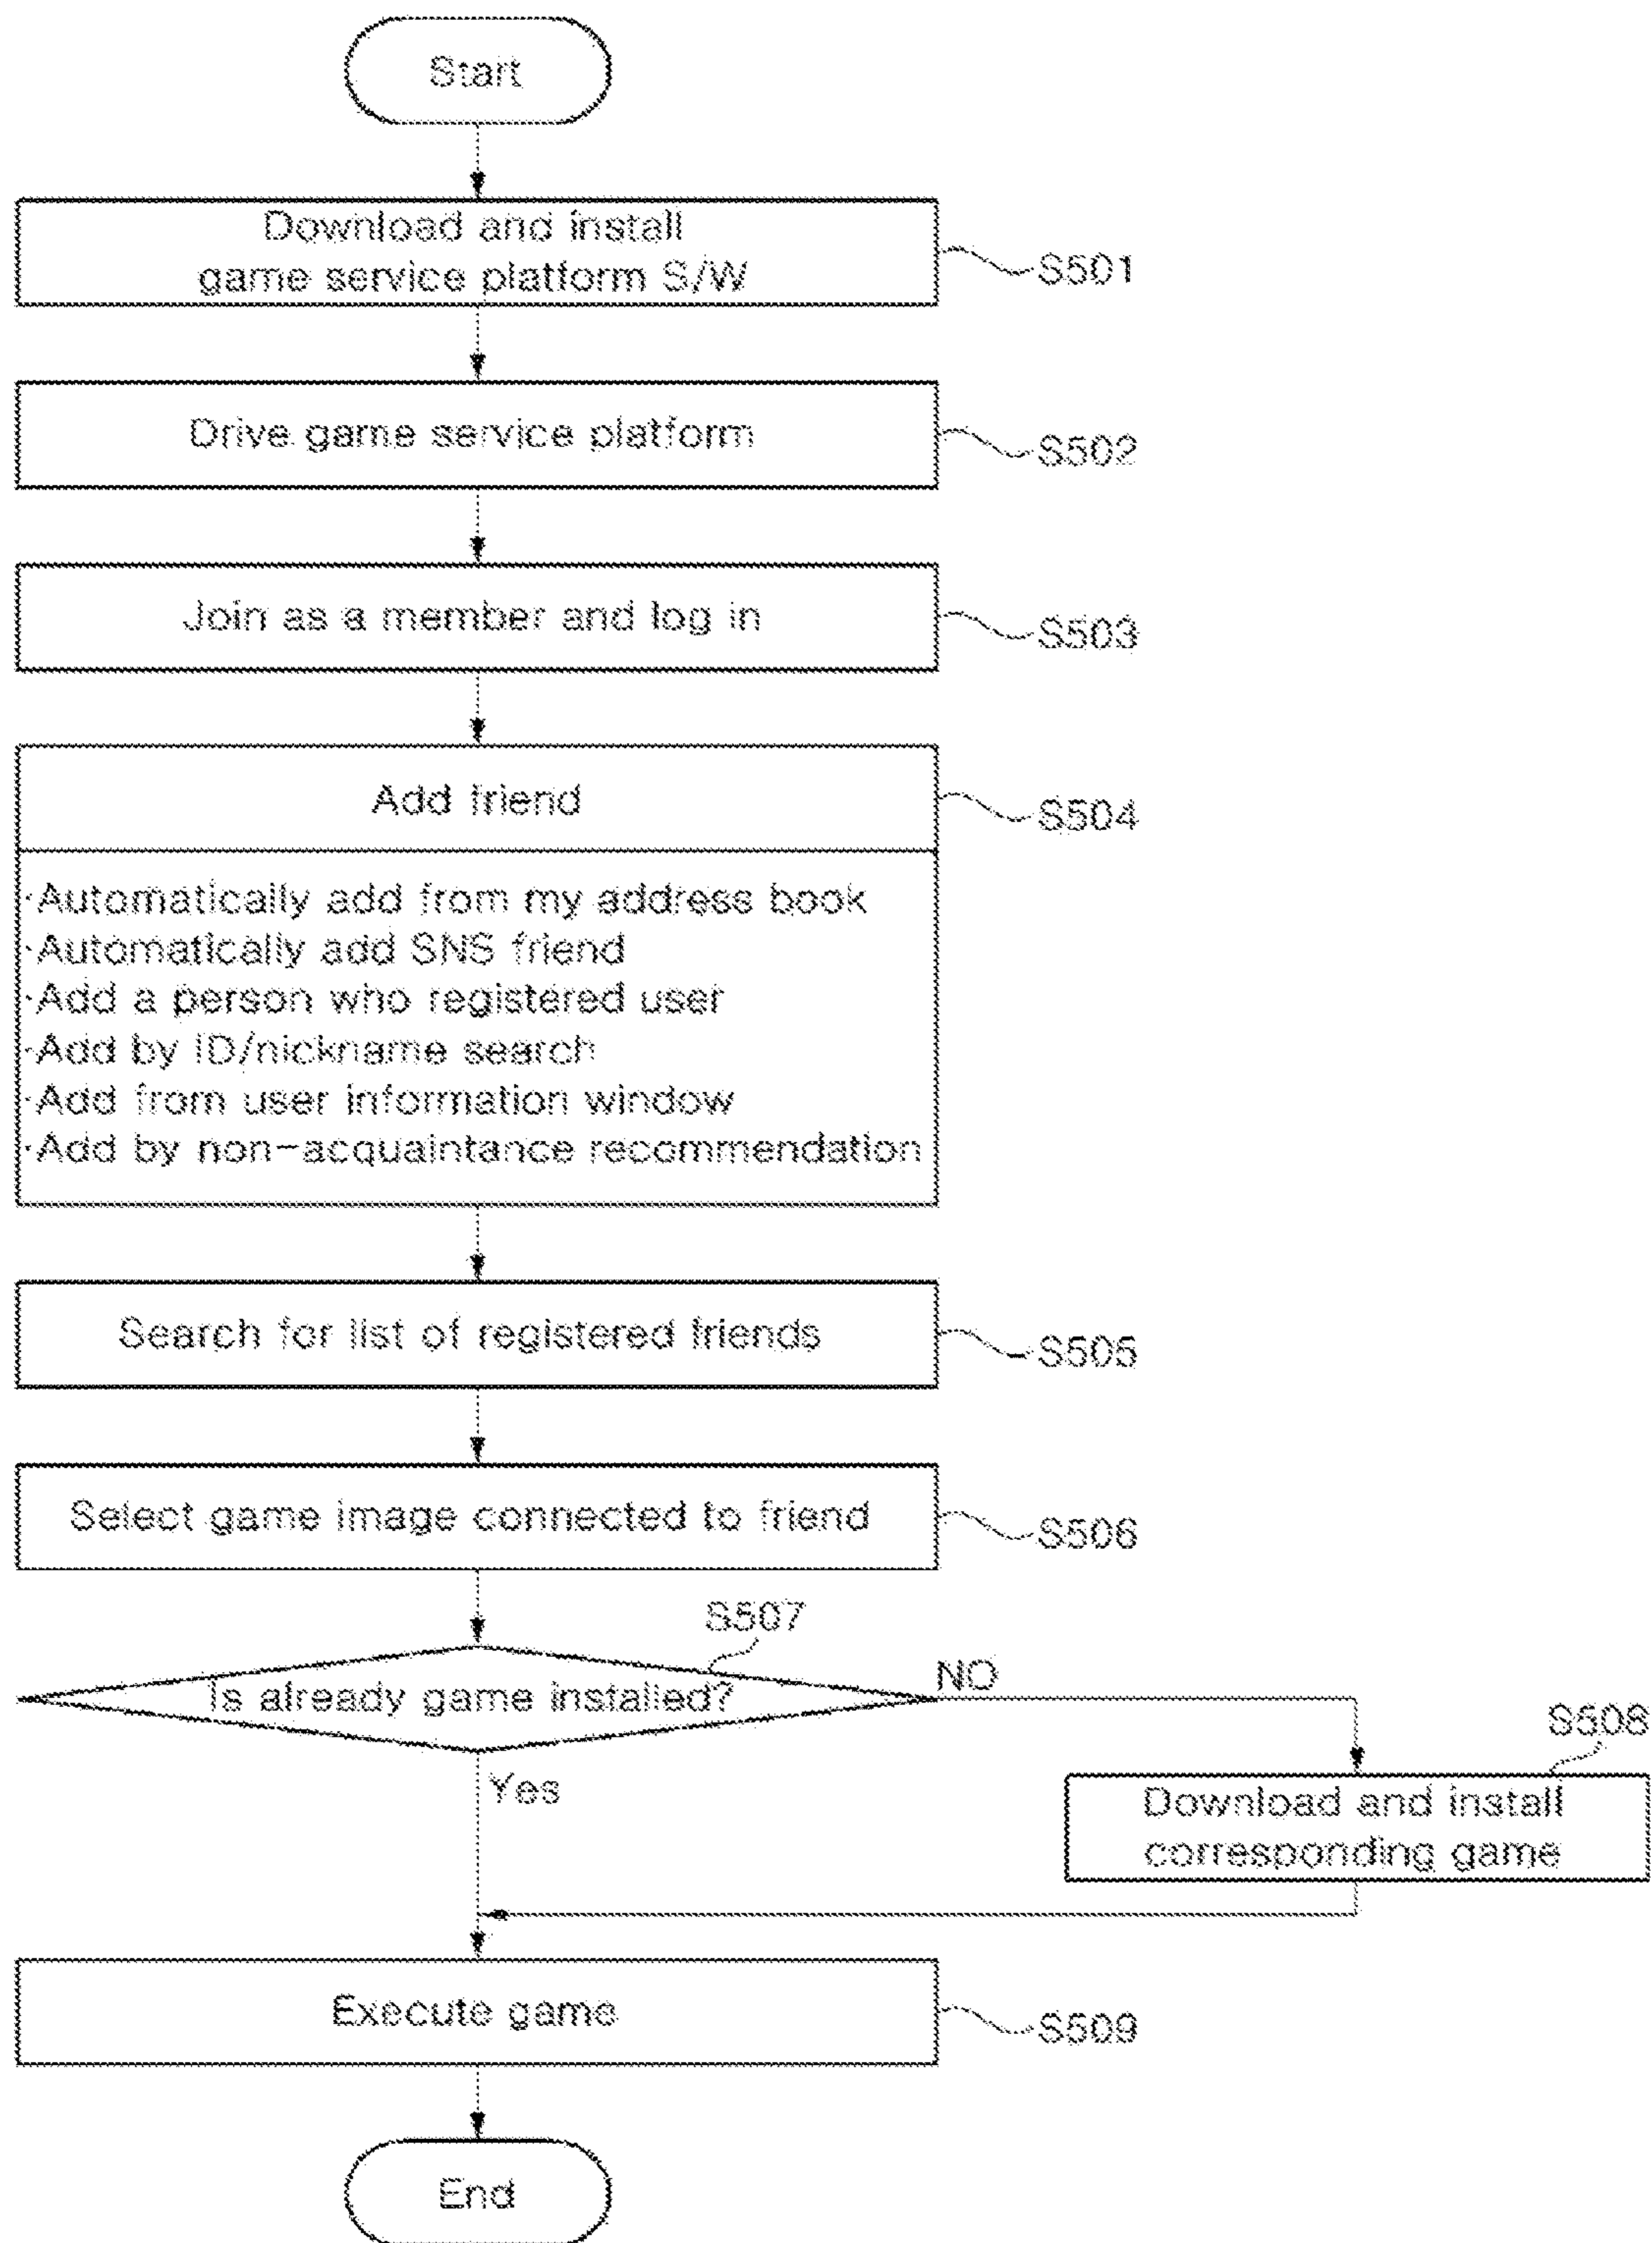 Start
Download and install
game service platform S/W
S501
Drive game service platform
S502
Join as a member and log in
S503
Add friend
S504
·Automatically add from my address book
·Automatically add SNS friend
·Add a person who registered user
·Add by ID/nickname search
·Add from user information window
·Add by non-acquaintance recommendation
Search for list of registered friends
S505
Select game image connected to friend
S506
S507
Is already game installed?
NO
Yes
S508
Download and install
corresponding game
Execute game
S509
End